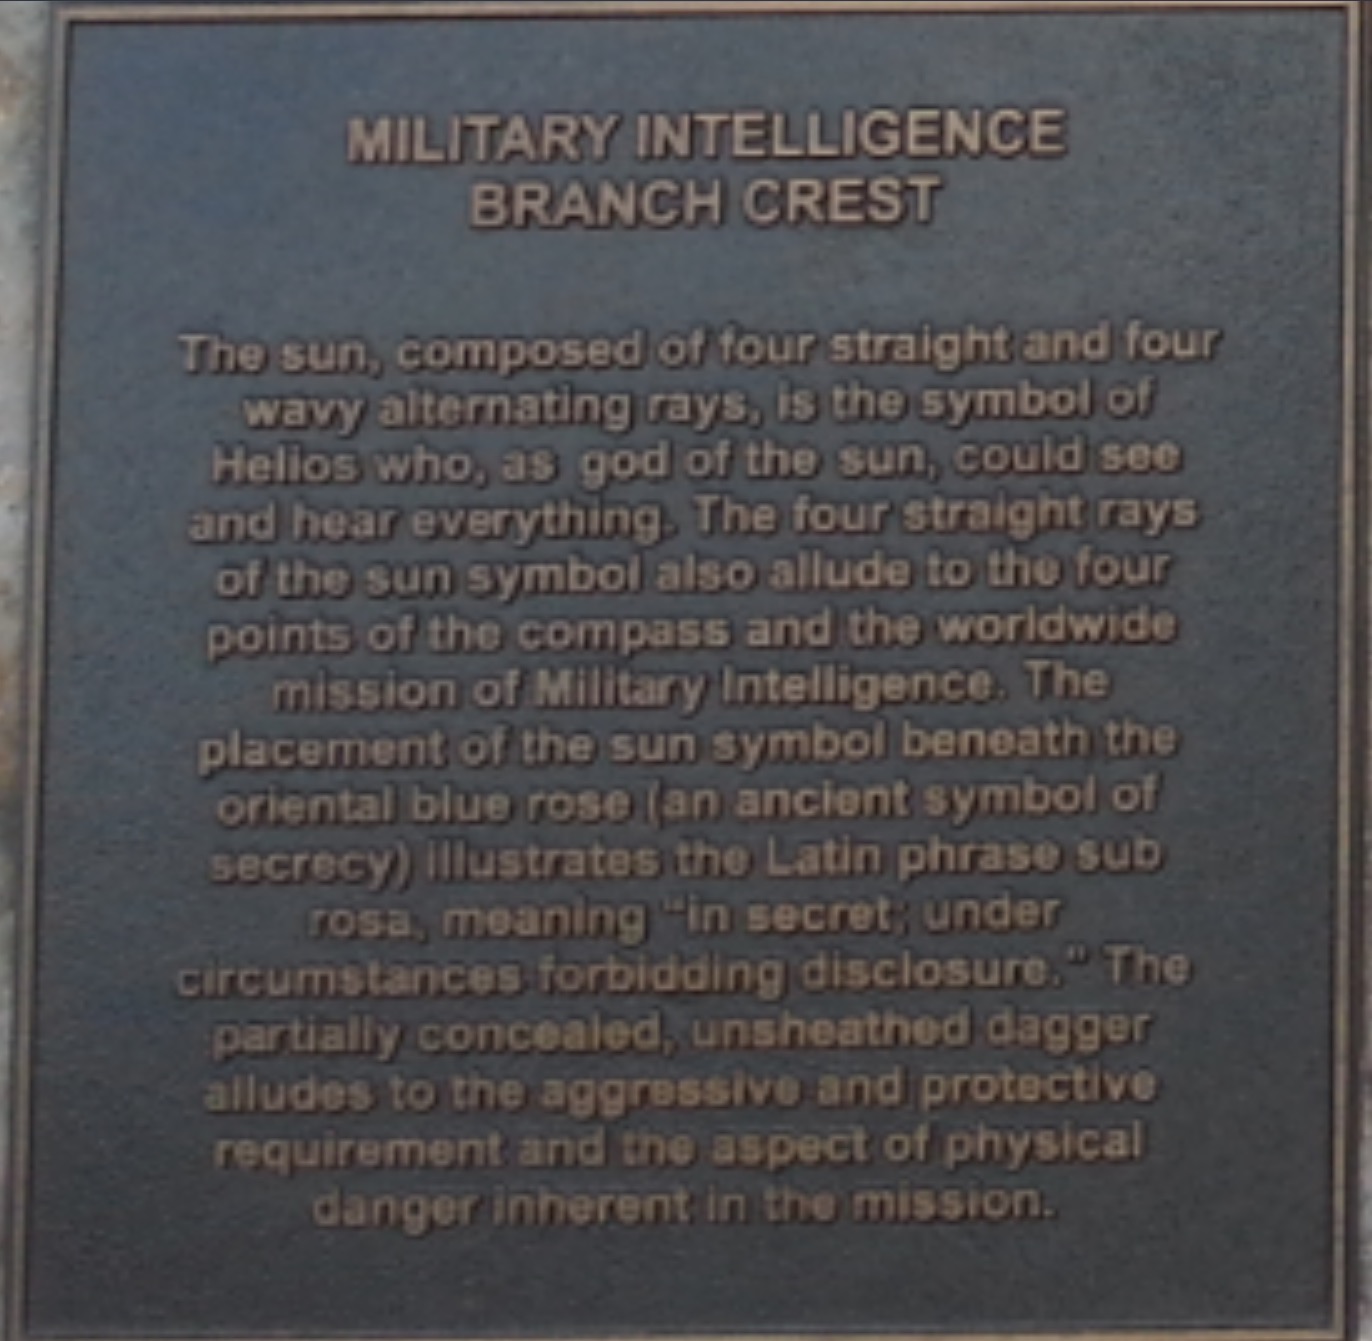 MILITARY INTELLIGENCE
BRANCH CREST
The sun, composed of four straight and four
wavy alternating rays, is the symbol of
Helios who, as god of the sun, could see
and hear everything. The four straight rays
of the sun symbol also allude to the four
points of the compass and the worldwide
mission of Military Intelligence. The
placement of the sun symbol beneath the
oriental blue rose (an ancient symbol of
secrecy) illustrates the Latin phrase sub
rosa, meaning "in secret; under
circumstances forbidding disclosure." The
partially concealed, unsheathed dagger
alludes to the aggressive and protective
requirement and the aspect of physical
danger inherent in the mission.